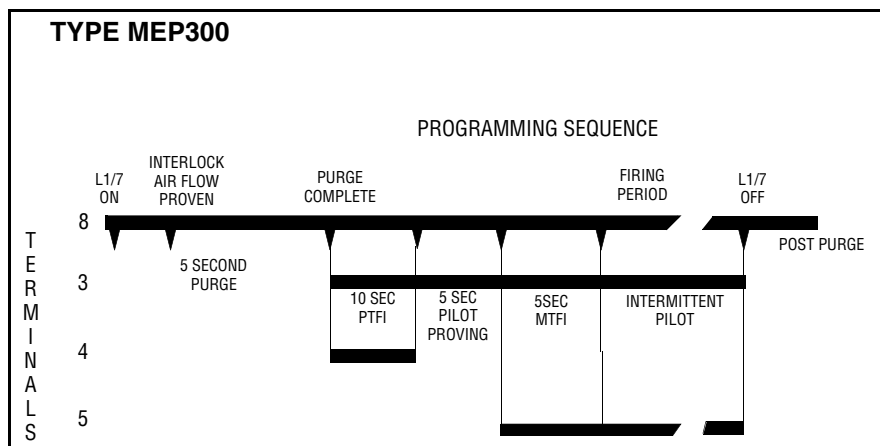 TYPE MEP300
PROGRAMMING SEQUENCE
L1/7
ON
INTERLOCK
AIR FLOW
PROVEN
PURGE
COMPLETE
FIRING
PERIOD
L1/7
OFF
8
POST PURGE
5 SECOND
PURGE
3
10 SEC
PTFI
5 SEC
PILOT
PROVING
5SEC
MTFI
INTERMITTENT
PILOT
4
5
TERMINALS